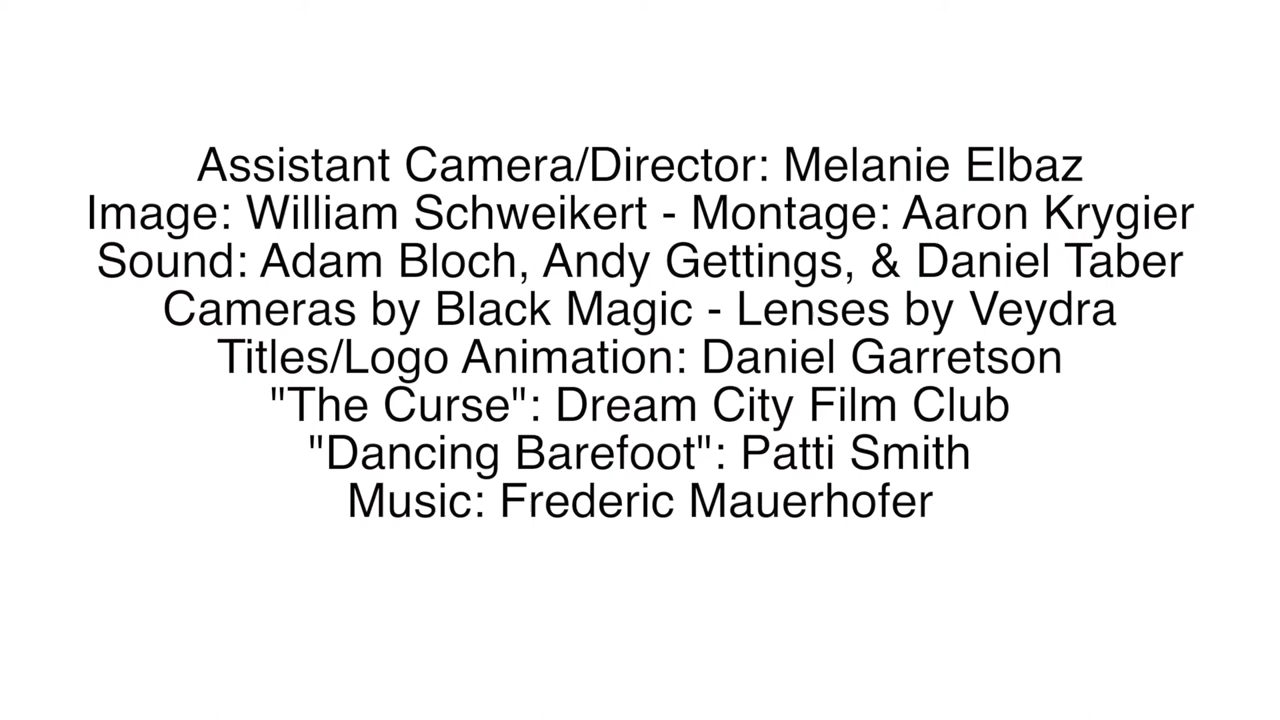 Assistant Camera/Director: Melanie Elbaz
Image: William Schweikert - Montage: Aaron Krygier
Sound: Adam Bloch, Andy Gettings, & Daniel Taber
Cameras by Black Magic - Lenses by Veydra
Titles/Logo Animation: Daniel Garretson
"The Curse": Dream City Film Club
"Dancing Barefoot": Patti Smith
Music: Frederic Mauerhofer